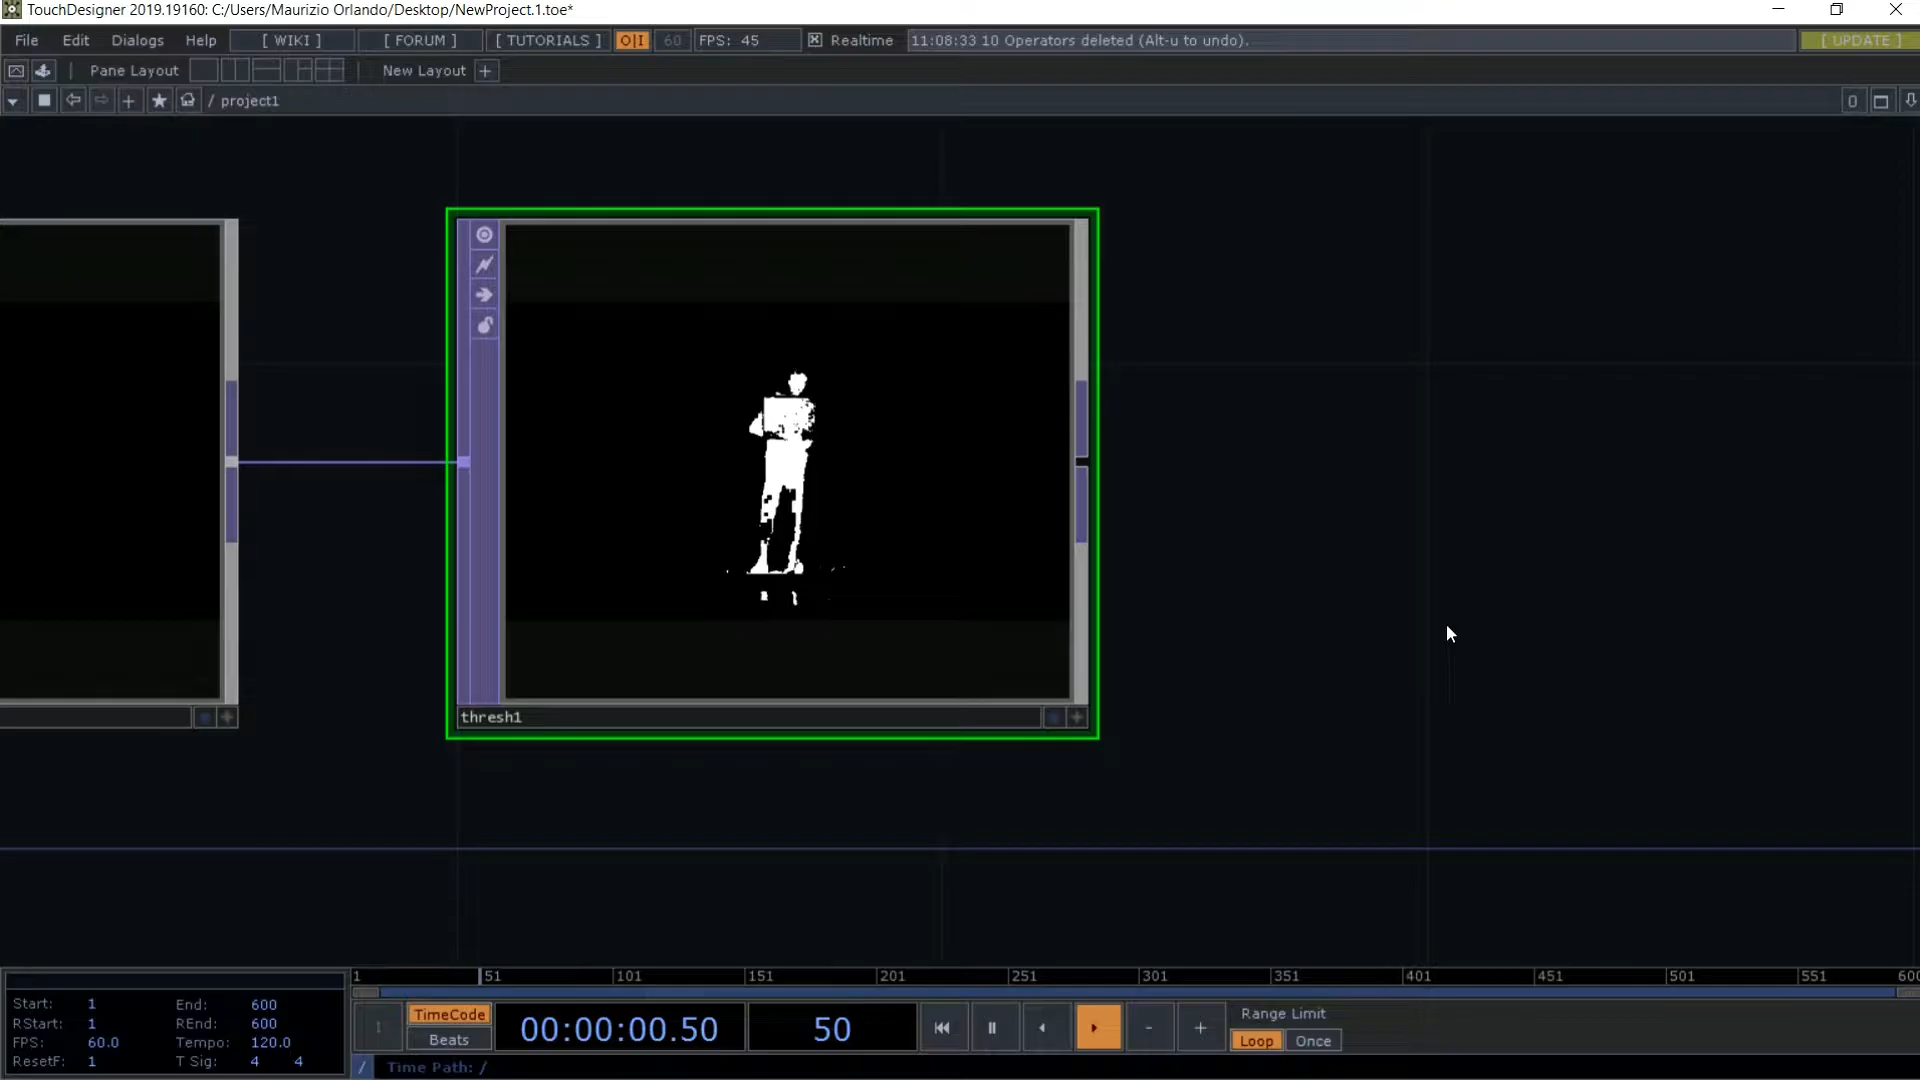 TouchDesigner 2019.19160: C:/Users/Maurizio Orlando/Desktop/NewProject.1.toe*
File Edit Dialogs Help [ WIKI ] [ FORUM ] [ TUTORIALS ] O|I 60 FPS: 45 Realtime 11:08:33 10 Operators deleted (Alt-u to undo). [ UPDATE ]
Pane Layout New Layout +
/ project1 0
thresh1
1 51 101 151 201 251 301 351 401 451 501 551 600
Start: 1 End: 600
RStart: 1 REnd: 600
FPS: 60.0 Tempo: 120.0
ResetF: 1 T Sig: 4 4
1 TimeCode Beats 00:00:00.50 50 - + Range Limit
Loop Once
/ Time Path: /